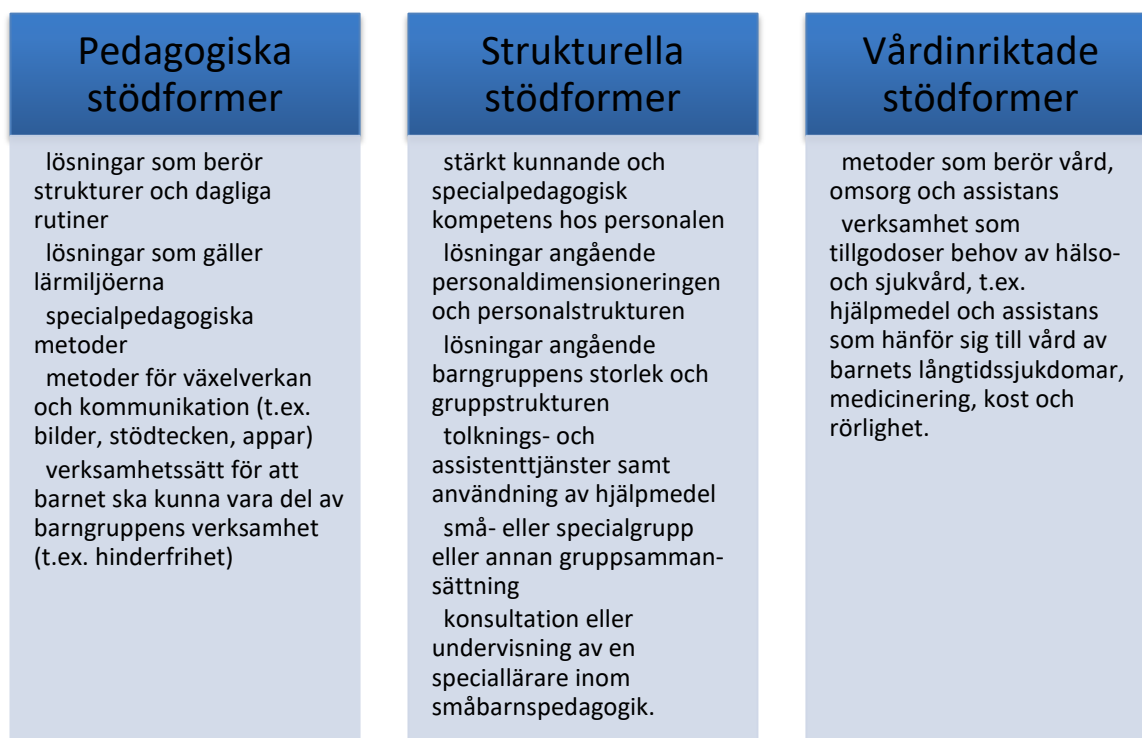 Pedagogiska
stödformer
lösningar som berör
strukturer och dagliga
rutiner
lösningar som gäller
lärmiljöerna
specialpedagogiska
metoder
metoder för växelverkan
och kommunikation (t.ex.
bilder, stödtecken, appar)
verksamhetssätt för att
barnet ska kunna vara del av
barngruppens verksamhet
(t.ex. hinderfrihet)
Strukturella
stödformer
stärkt kunnande och
specialpedagogisk
kompetens hos personalen
lösningar angående
personaldimensioneringen
och personalstrukturen
lösningar angående
barngruppens storlek och
gruppstrukturen
tolknings- och
assistenttjänster samt
användning av hjälpmedel
små- eller specialgrupp
eller annan gruppsamman-
sättning
konsultation eller
undervisning av en
speciallärare inom
småbarnspedagogik.
Vårdinriktade
stödformer
metoder som berör vård,
omsorg och assistans
verksamhet som
tillgodoser behov av hälso-
och sjukvård, t.ex.
hjälpmedel och assistans
som hänför sig till vård av
barnets långtidssjukdomar,
medicinering, kost och
rörlighet.